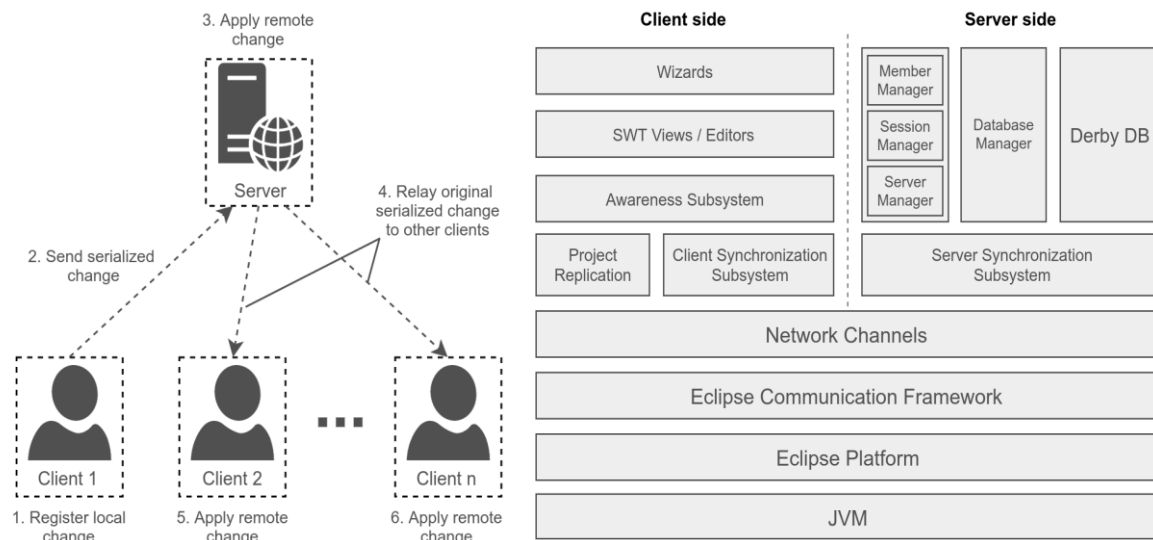 3. Apply remote
change
Server
4. Relay original
serialized change
to other clients
2. Send serialized
change
Client 1
Client 2
Client n
1. Register local
change
5. Apply remote
change
6. Apply remote
change
Client side
Server side
Wizards
SWT Views / Editors
Awareness Subsystem
Project
Replication
Client Synchronization
Subsystem
Member
Manager
Session
Manager
Server
Manager
Database
Manager
Derby DB
Server Synchronization
Subsystem
Network Channels
Eclipse Communication Framework
Eclipse Platform
JVM